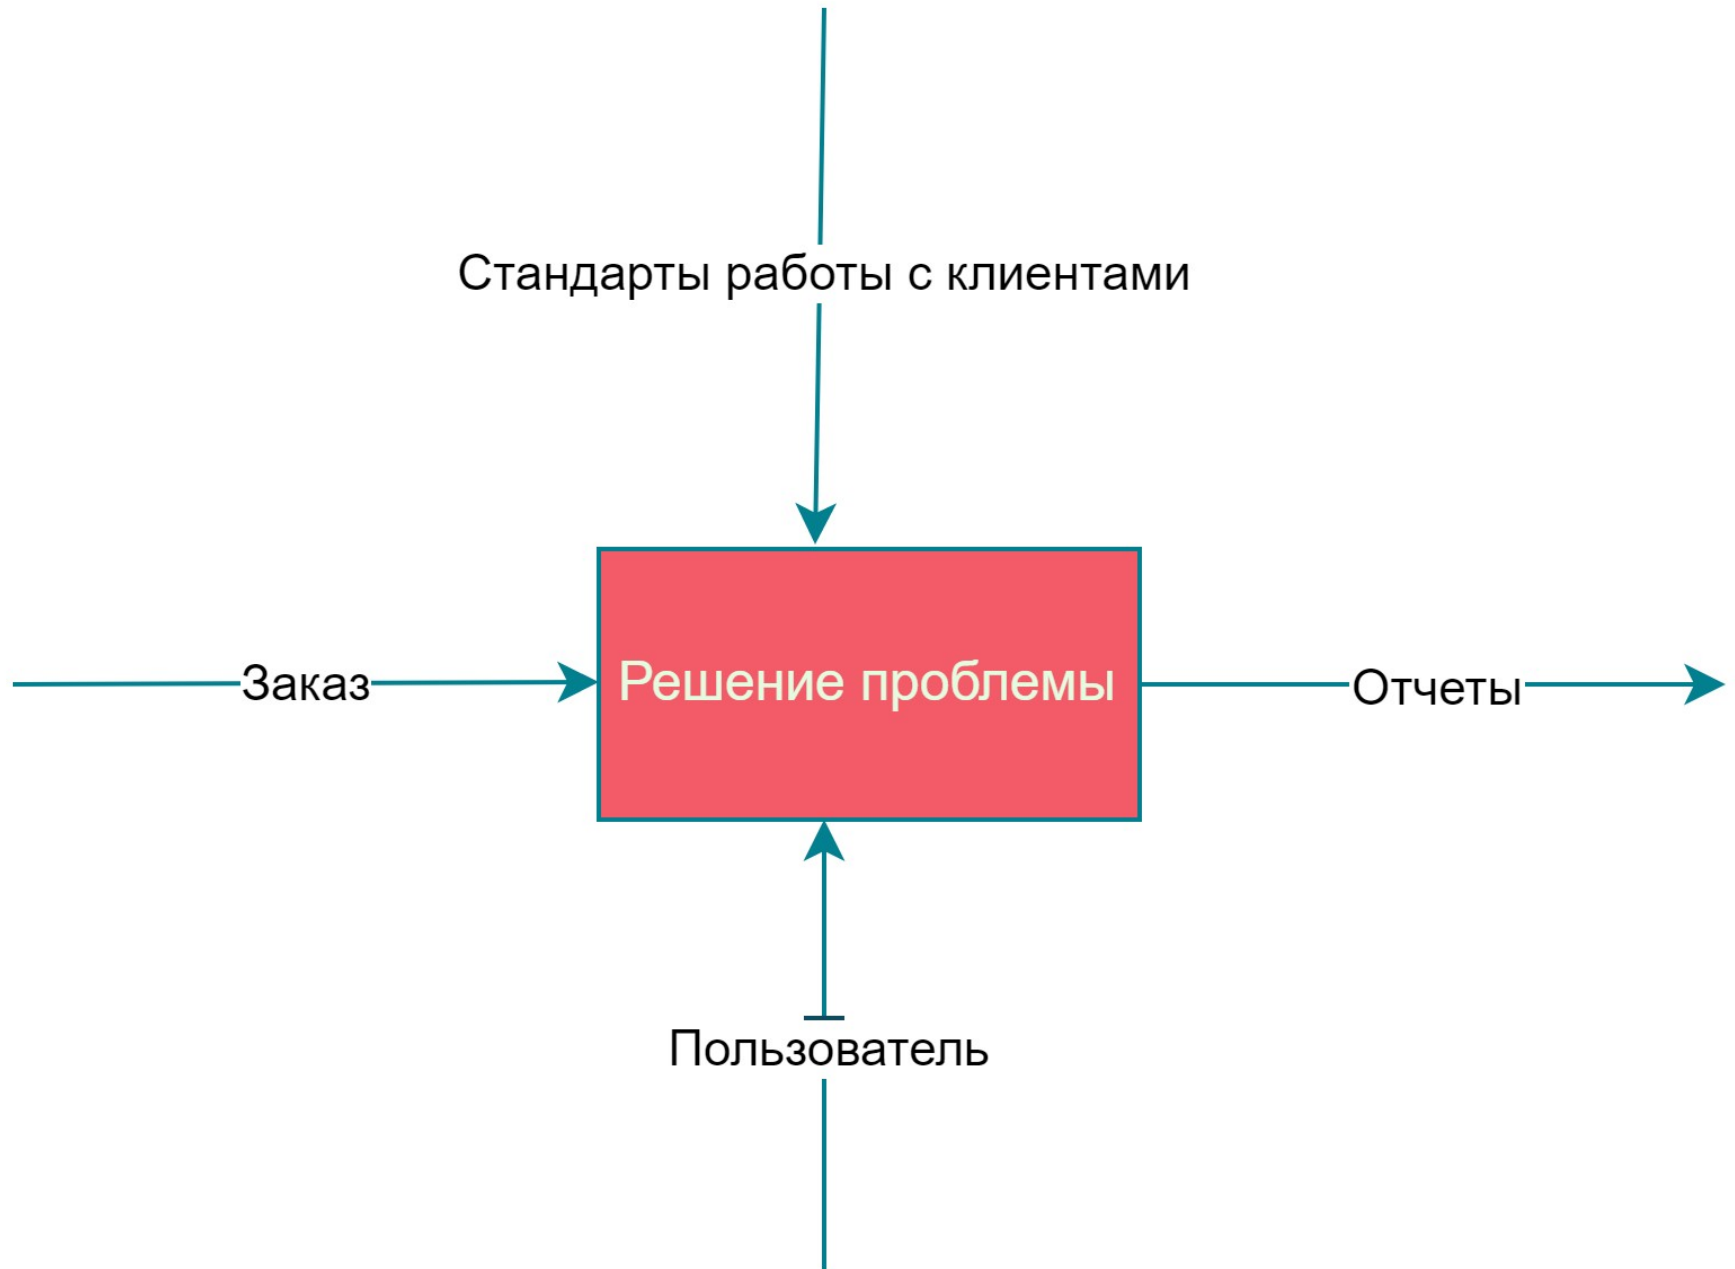 Стандарты работы с клиентами
Заказ
Решение проблемы
Отчеты
Пользователь